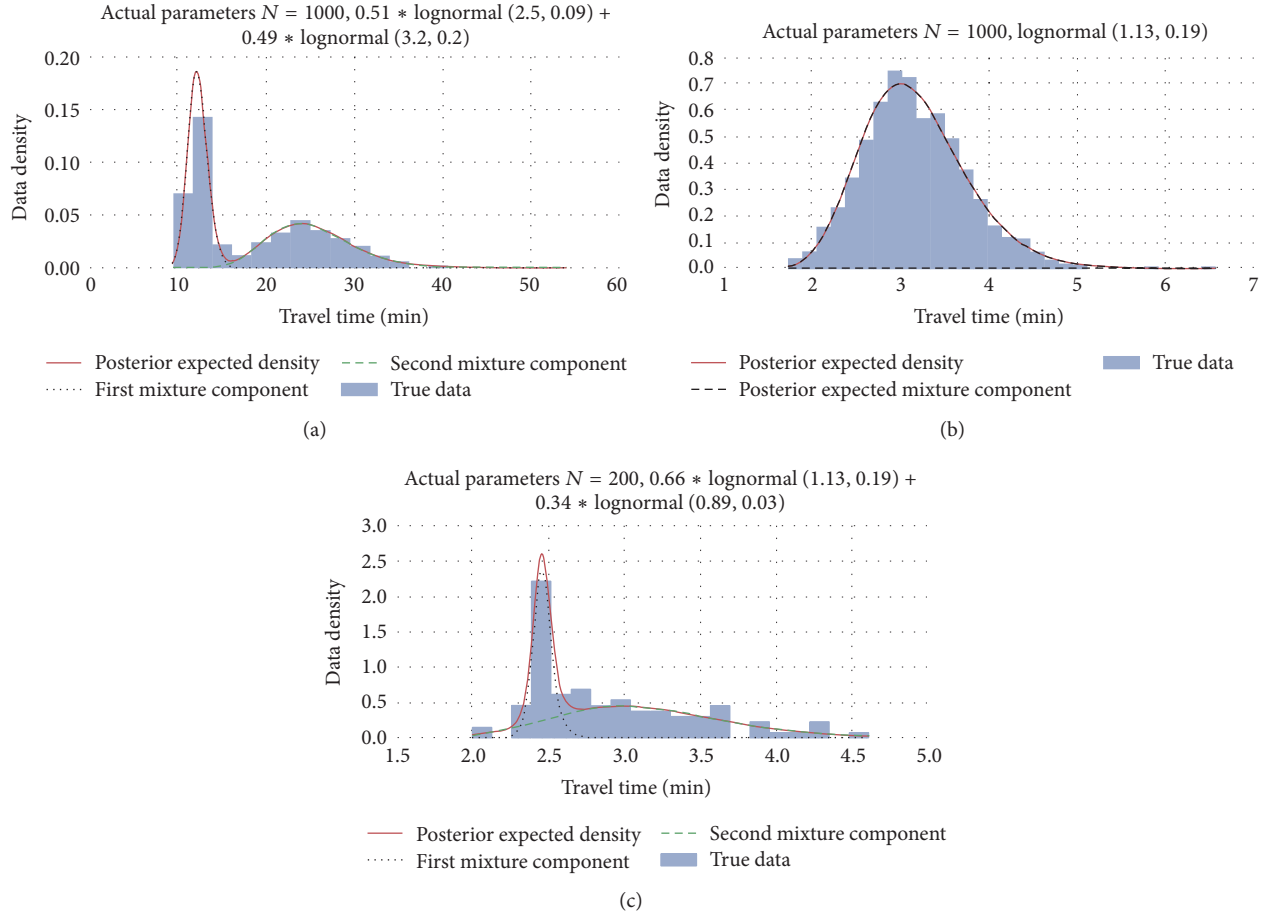 Actual parameters N = 1000, 0.51 ∗ lognormal (2.5, 0.09) +
0.49 ∗ lognormal (3.2, 0.2)
0.20
0.15
0.10
0.05
0.00
Data density
0 10 20 30 40 50 60
Travel time (min)
Posterior expected density
Second mixture component
First mixture component
True data
(a)
Actual parameters N = 1000, lognormal (1.13, 0.19)
0.8
0.7
0.6
0.5
0.4
0.3
0.2
0.1
0.0
Data density
1 2 3 4 5 6 7
Travel time (min)
Posterior expected density
True data
Posterior expected mixture component
(b)
Actual parameters N = 200, 0.66 ∗ lognormal (1.13, 0.19) +
0.34 ∗ lognormal (0.89, 0.03)
3.0
2.5
2.0
1.5
1.0
0.5
0.0
Data density
1.5 2.0 2.5 3.0 3.5 4.0 4.5 5.0
Travel time (min)
Posterior expected density
Second mixture component
First mixture component
True data
(c)